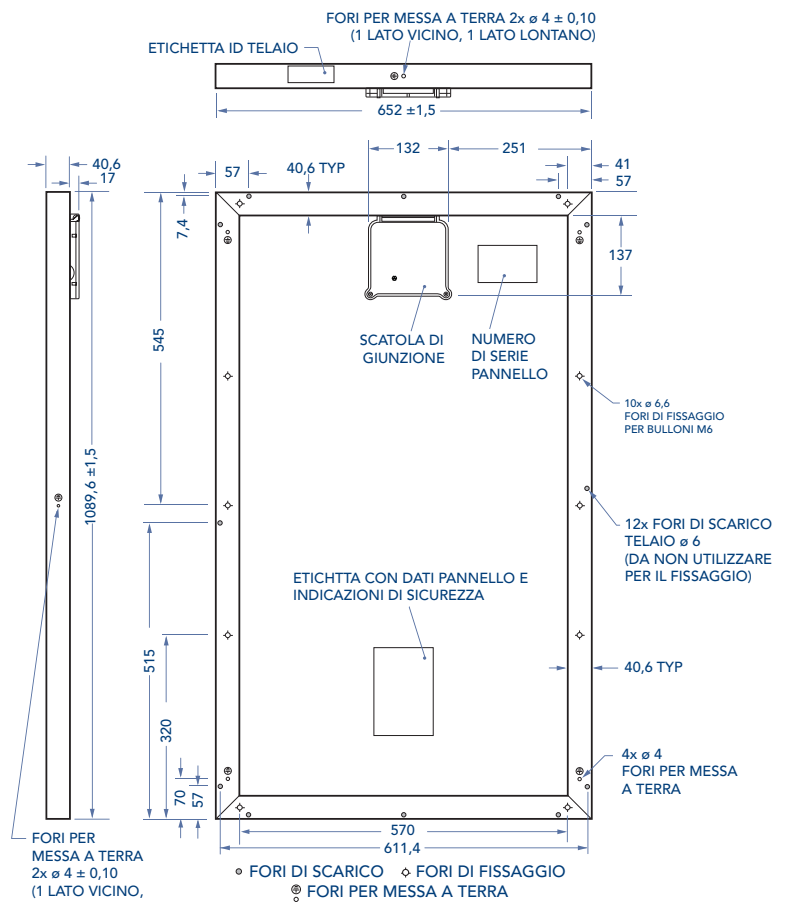 FORI PER MESSA A TERRA 2x ø 4 ± 0,10
(1 LATO VICINO, 1 LATO LONTANO)
ETICHETTA ID TELAIO
652 ±1,5
132
251
40,6
17
57
40,6 TYP
41
57
7,4
137
545
SCATOLA DI
GIUNZIONE
NUMERO
DI SERIE
PANNELLO
10x ø 6,6
FORI DI FISSAGGIO
PER BULLONI M6
1089,6 ±1,5
12x FORI DI SCARICO
TELAIO ø 6
(DA NON UTILIZZARE
PER IL FISSAGGIO)
ETICHTTA CON DATI PANNELLO E
INDICAZIONI DI SICUREZZA
515
320
40,6 TYP
70
57
4x ø 4
FORI PER MESSA
A TERRA
570
611,4
FORI PER
MESSA A TERRA
2x ø 4 ± 0,10
(1 LATO VICINO,
FORI DI SCARICO
FORI DI FISSAGGIO
FORI PER MESSA A TERRA